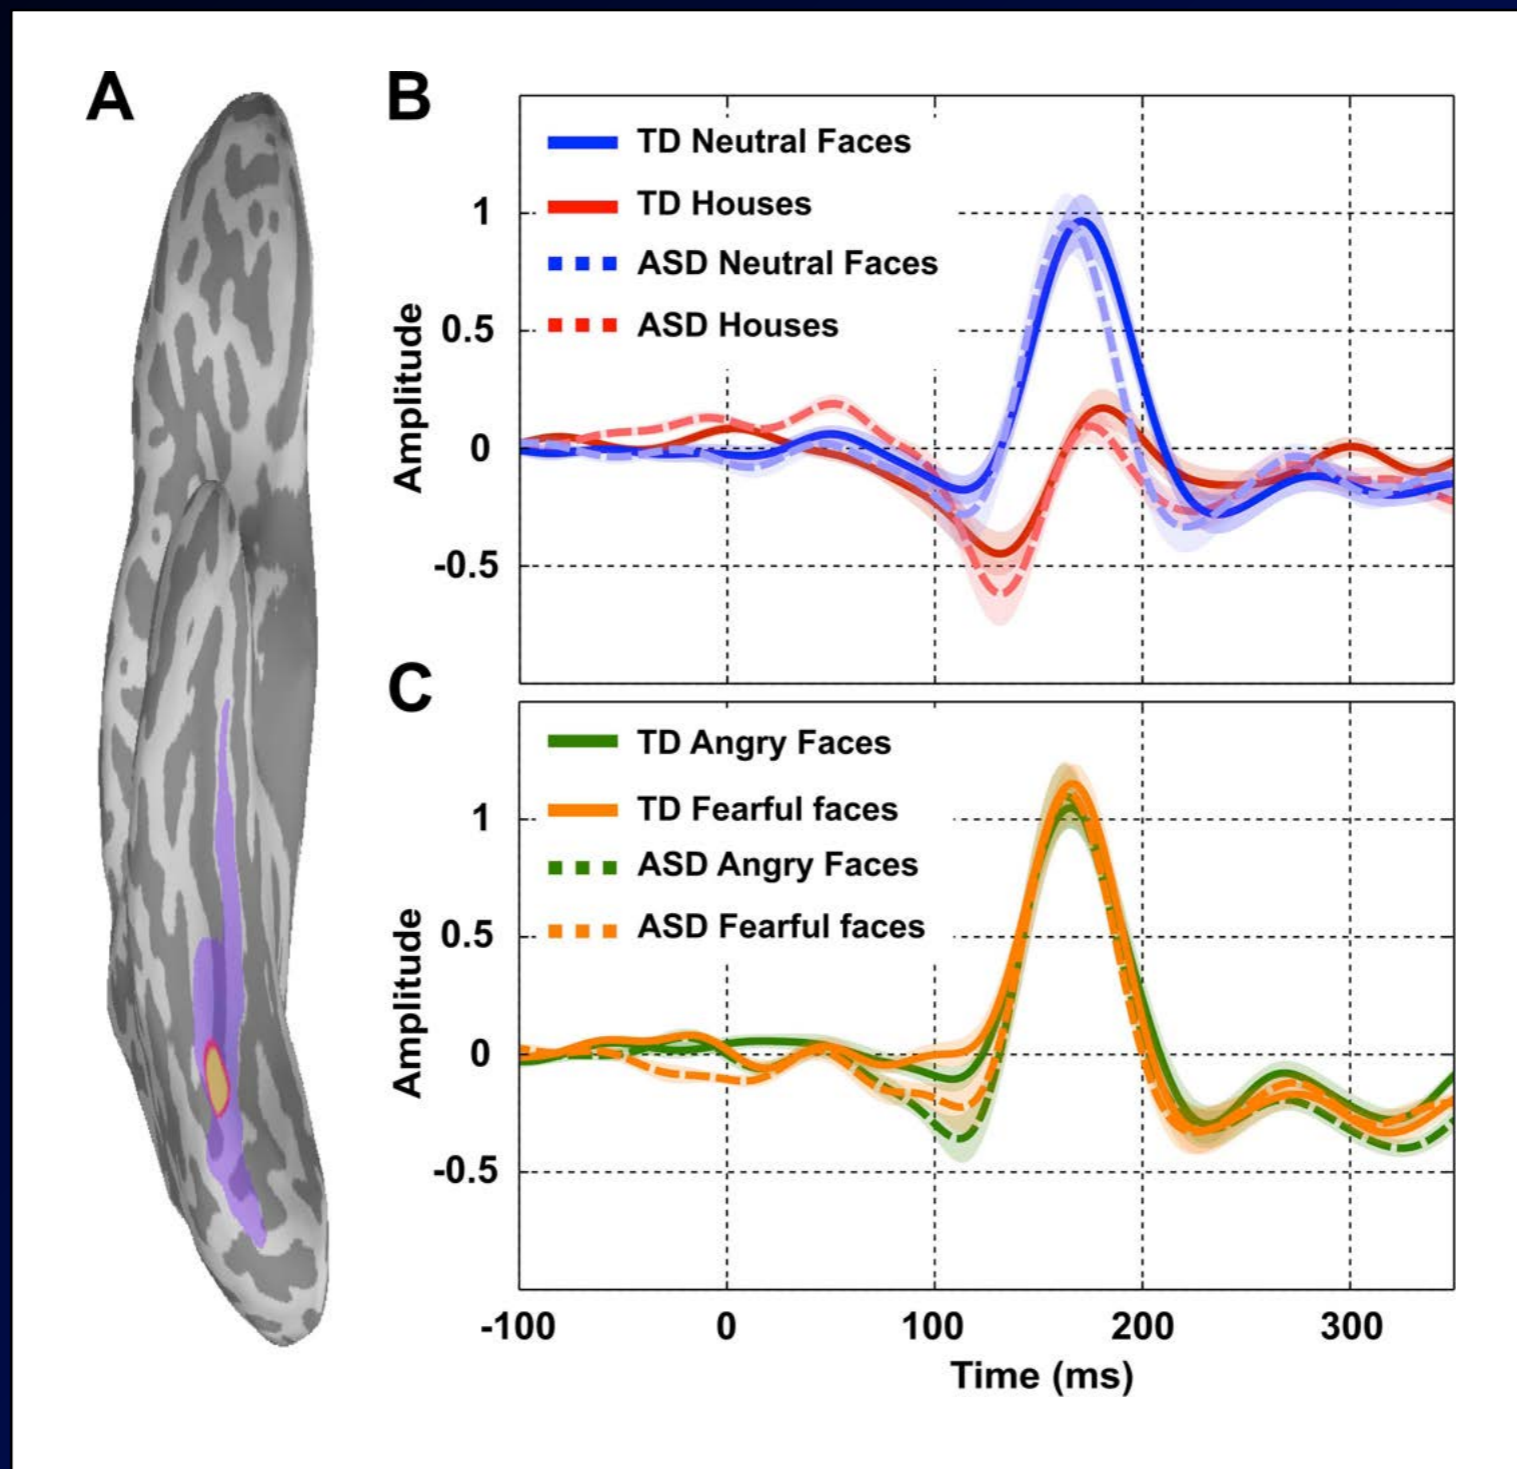 A
B
TD Neutral Faces
TD Houses
ASD Neutral Faces
ASD Houses
Amplitude
1
0.5
0
-0.5
C
TD Angry Faces
TD Fearful faces
ASD Angry Faces
ASD Fearful faces
Amplitude
1
0.5
0
-0.5
-100 0 100 200 300
Time (ms)